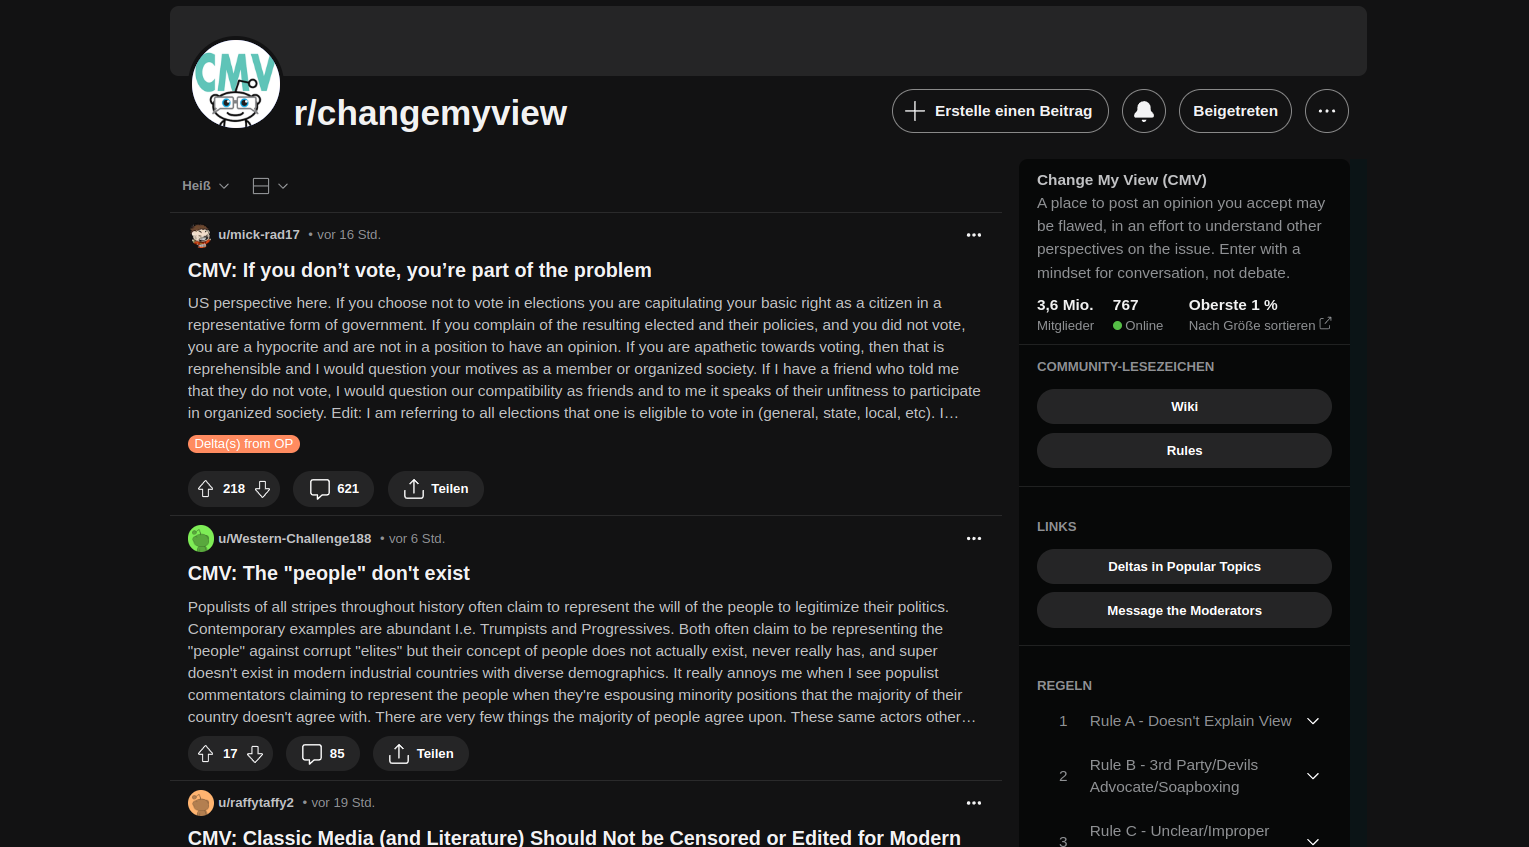 CMV
r/changemyview
Erstelle einen Beitrag
Beigetreten
Heiß
u/mick-rad17 • vor 16 Std.
CMV: If you don’t vote, you’re part of the problem
US perspective here. If you choose not to vote in elections you are capitulating your basic right as a citizen in a
representative form of government. If you complain of the resulting elected and their policies, and you did not vote,
you are a hypocrite and are not in a position to have an opinion. If you are apathetic towards voting, then that is
reprehensible and I would question your motives as a member or organized society. If I have a friend who told me
that they do not vote, I would question our compatibility as friends and to me it speaks of their unfitness to participate
in organized society. Edit: I am referring to all elections that one is eligible to vote in (general, state, local, etc). I…
Delta(s) from OP
218
621
Teilen
u/Western-Challenge188 • vor 6 Std.
CMV: The "people" don't exist
Populists of all stripes throughout history often claim to represent the will of the people to legitimize their politics.
Contemporary examples are abundant I.e. Trumpists and Progressives. Both often claim to be representing the
"people" against corrupt "elites" but their concept of people does not actually exist, never really has, and super
doesn't exist in modern industrial countries with diverse demographics. It really annoys me when I see populist
commentators claiming to represent the people when they're espousing minority positions that the majority of their
country doesn't agree with. There are very few things the majority of people agree upon. These same actors other…
17
85
Teilen
u/raffytaffy2 • vor 19 Std.
CMV: Classic Media (and Literature) Should Not be Censored or Edited for Modern
Change My View (CMV)
A place to post an opinion you accept may
be flawed, in an effort to understand other
perspectives on the issue. Enter with a
mindset for conversation, not debate.
3,6 Mio.
767
Oberste 1 %
Mitglieder
Online
Nach Größe sortieren
COMMUNITY-LESEZEICHEN
Wiki
Rules
LINKS
Deltas in Popular Topics
Message the Moderators
REGELN
1 Rule A - Doesn't Explain View
2 Rule B - 3rd Party/Devils
Advocate/Soapboxing
3 Rule C - Unclear/Improper